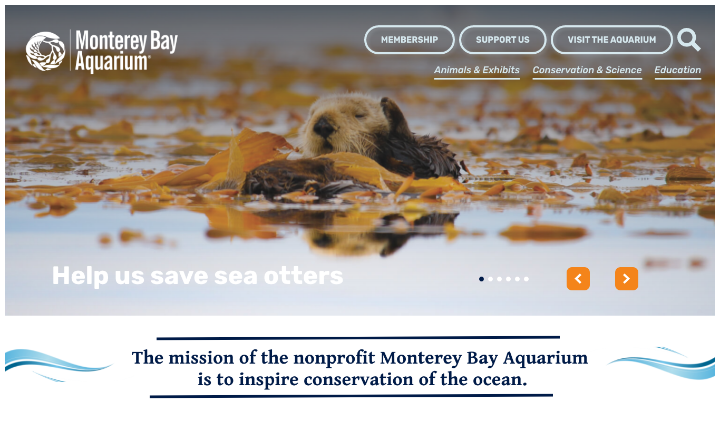 Monterey Bay
Aquarium
MEMBERSHIP
SUPPORT US
VISIT THE AQUARIUM
Animals & Exhibits
Conservation & Science
Education
Help us save sea otters
The mission of the nonprofit Monterey Bay Aquarium
is to inspire conservation of the ocean.